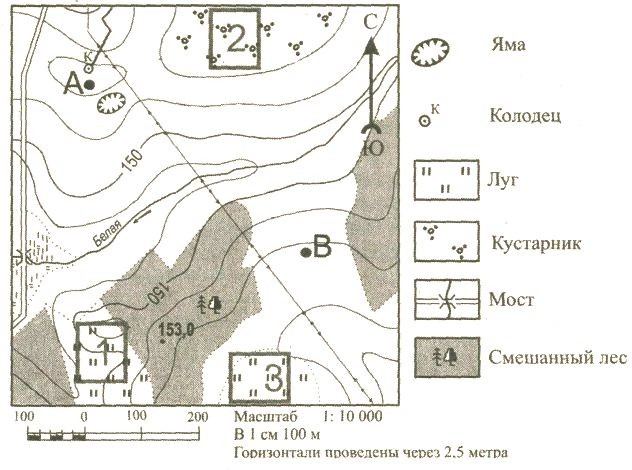 С
2
К
А
Ю
150
Белая
В
150
153,0
1
3
Яма
К
Колодец
Луг
Кустарник
Мост
Смешанный лес
100 0 100 200
Масштаб 1: 10 000
В 1 см 100 м
Горизонтали проведены через 2,5 метра